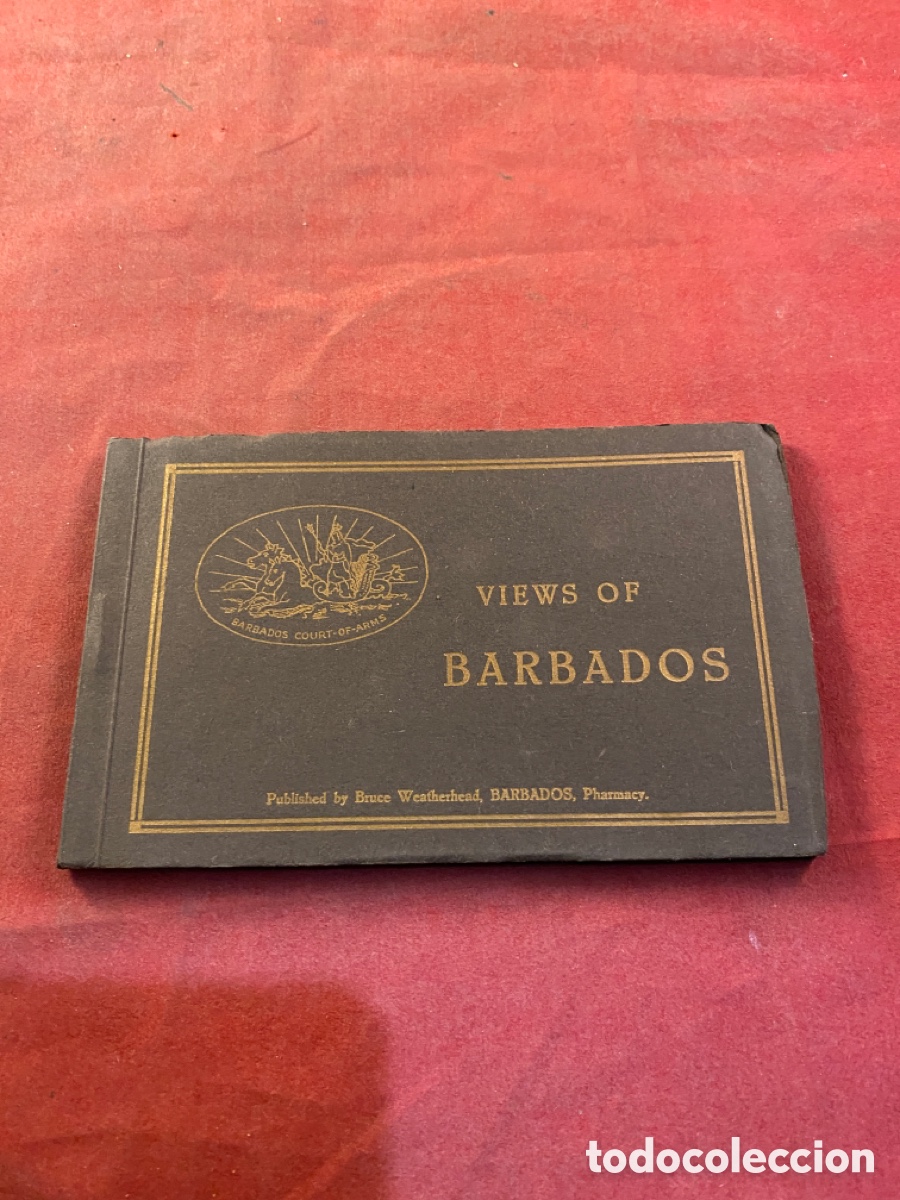 BARBADOS COURT-OF-ARMS
VIEWS OF
BARBADOS
Published by Bruce Weatherhead, BARBADOS, Pharmacy.
todocoleccion